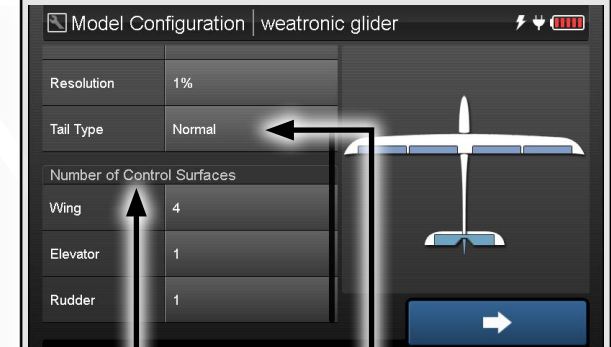 Model Configuration | weatronic glider
Resolution 1%
Tail Type Normal
Number of Control Surfaces
Wing 4
Elevator 1
Rudder 1